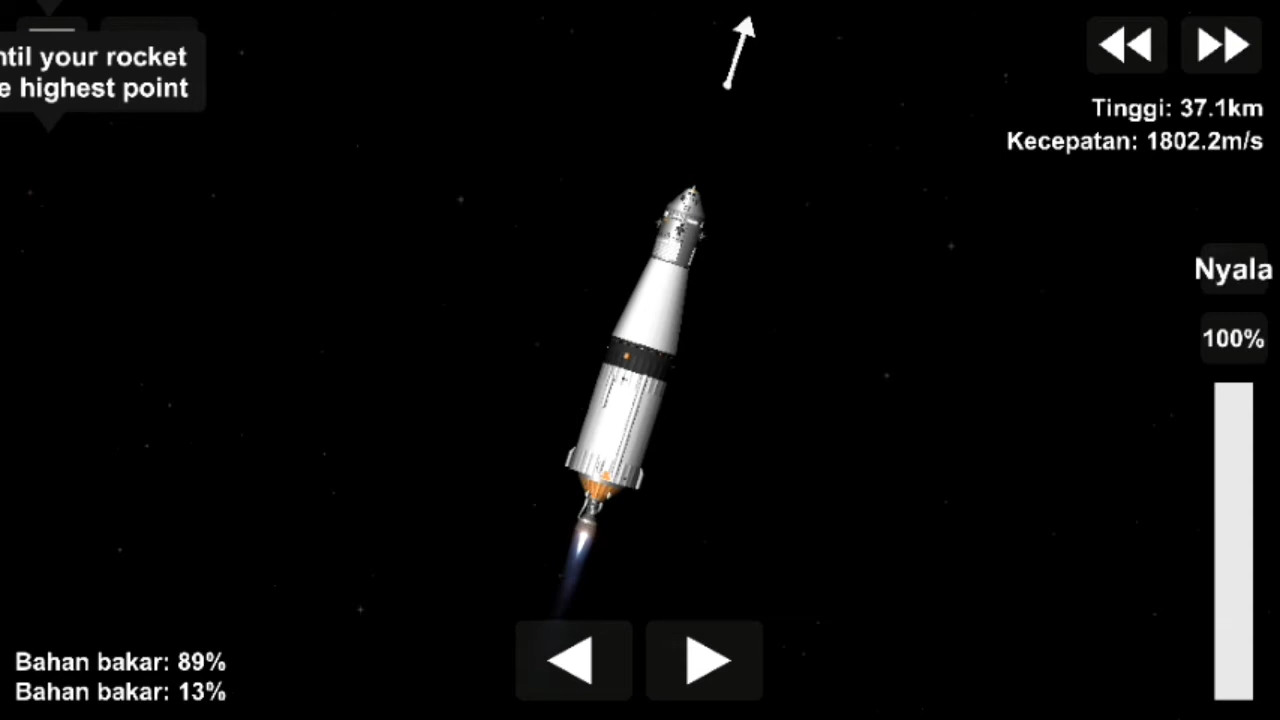 ntil your rocket
e highest point
Tinggi: 37.1km
Kecepatan: 1802.2m/s
Nyala
100%
Bahan bakar: 89%
Bahan bakar: 13%